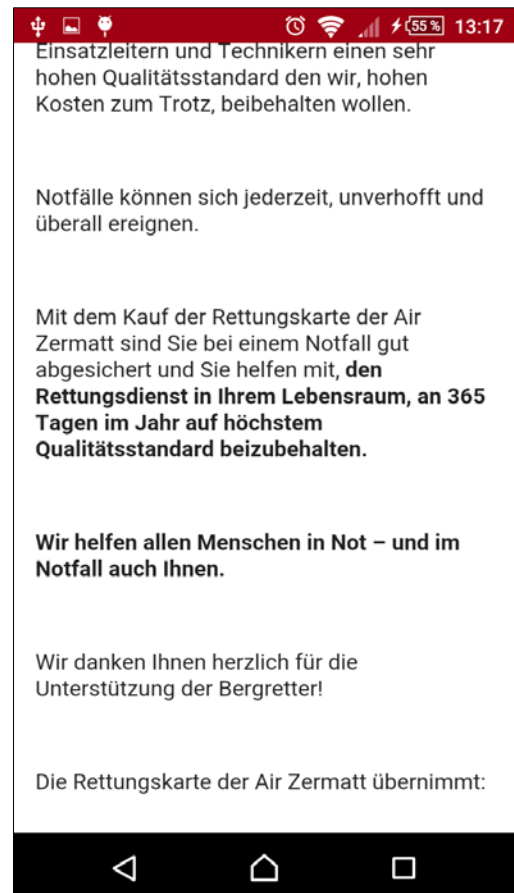 55 % 13:17
Einsatzleitern und Technikern einen sehr
hohen Qualitätsstandard den wir, hohen
Kosten zum Trotz, beibehalten wollen.
Notfälle können sich jederzeit, unverhofft und
überall ereignen.
Mit dem Kauf der Rettungskarte der Air
Zermatt sind Sie bei einem Notfall gut
abgesichert und Sie helfen mit, den
Rettungsdienst in Ihrem Lebensraum, an 365
Tagen im Jahr auf höchstem
Qualitätsstandard beizubehalten.
Wir helfen allen Menschen in Not – und im
Notfall auch Ihnen.
Wir danken Ihnen herzlich für die
Unterstützung der Bergretter!
Die Rettungskarte der Air Zermatt übernimmt: